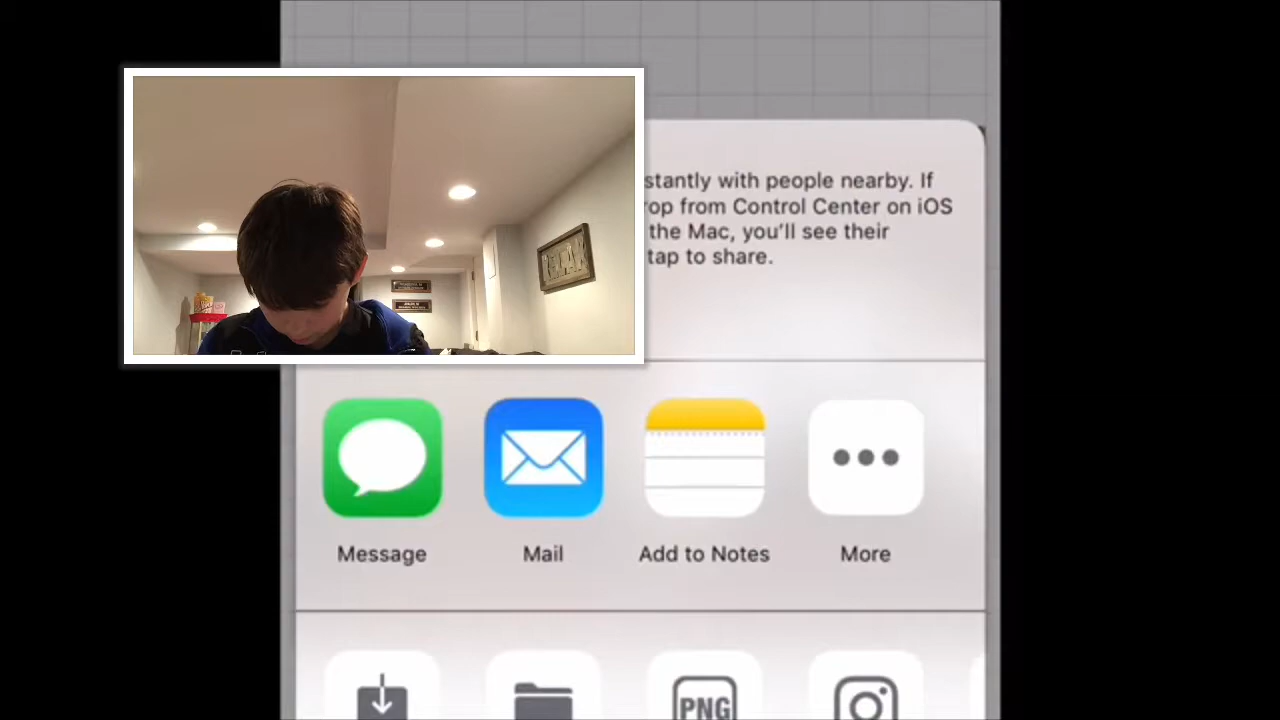 stantly with people nearby. If
rop from Control Center on iOS
the Mac, you’ll see their
tap to share.
Message
Mail
Add to Notes
More
PNG